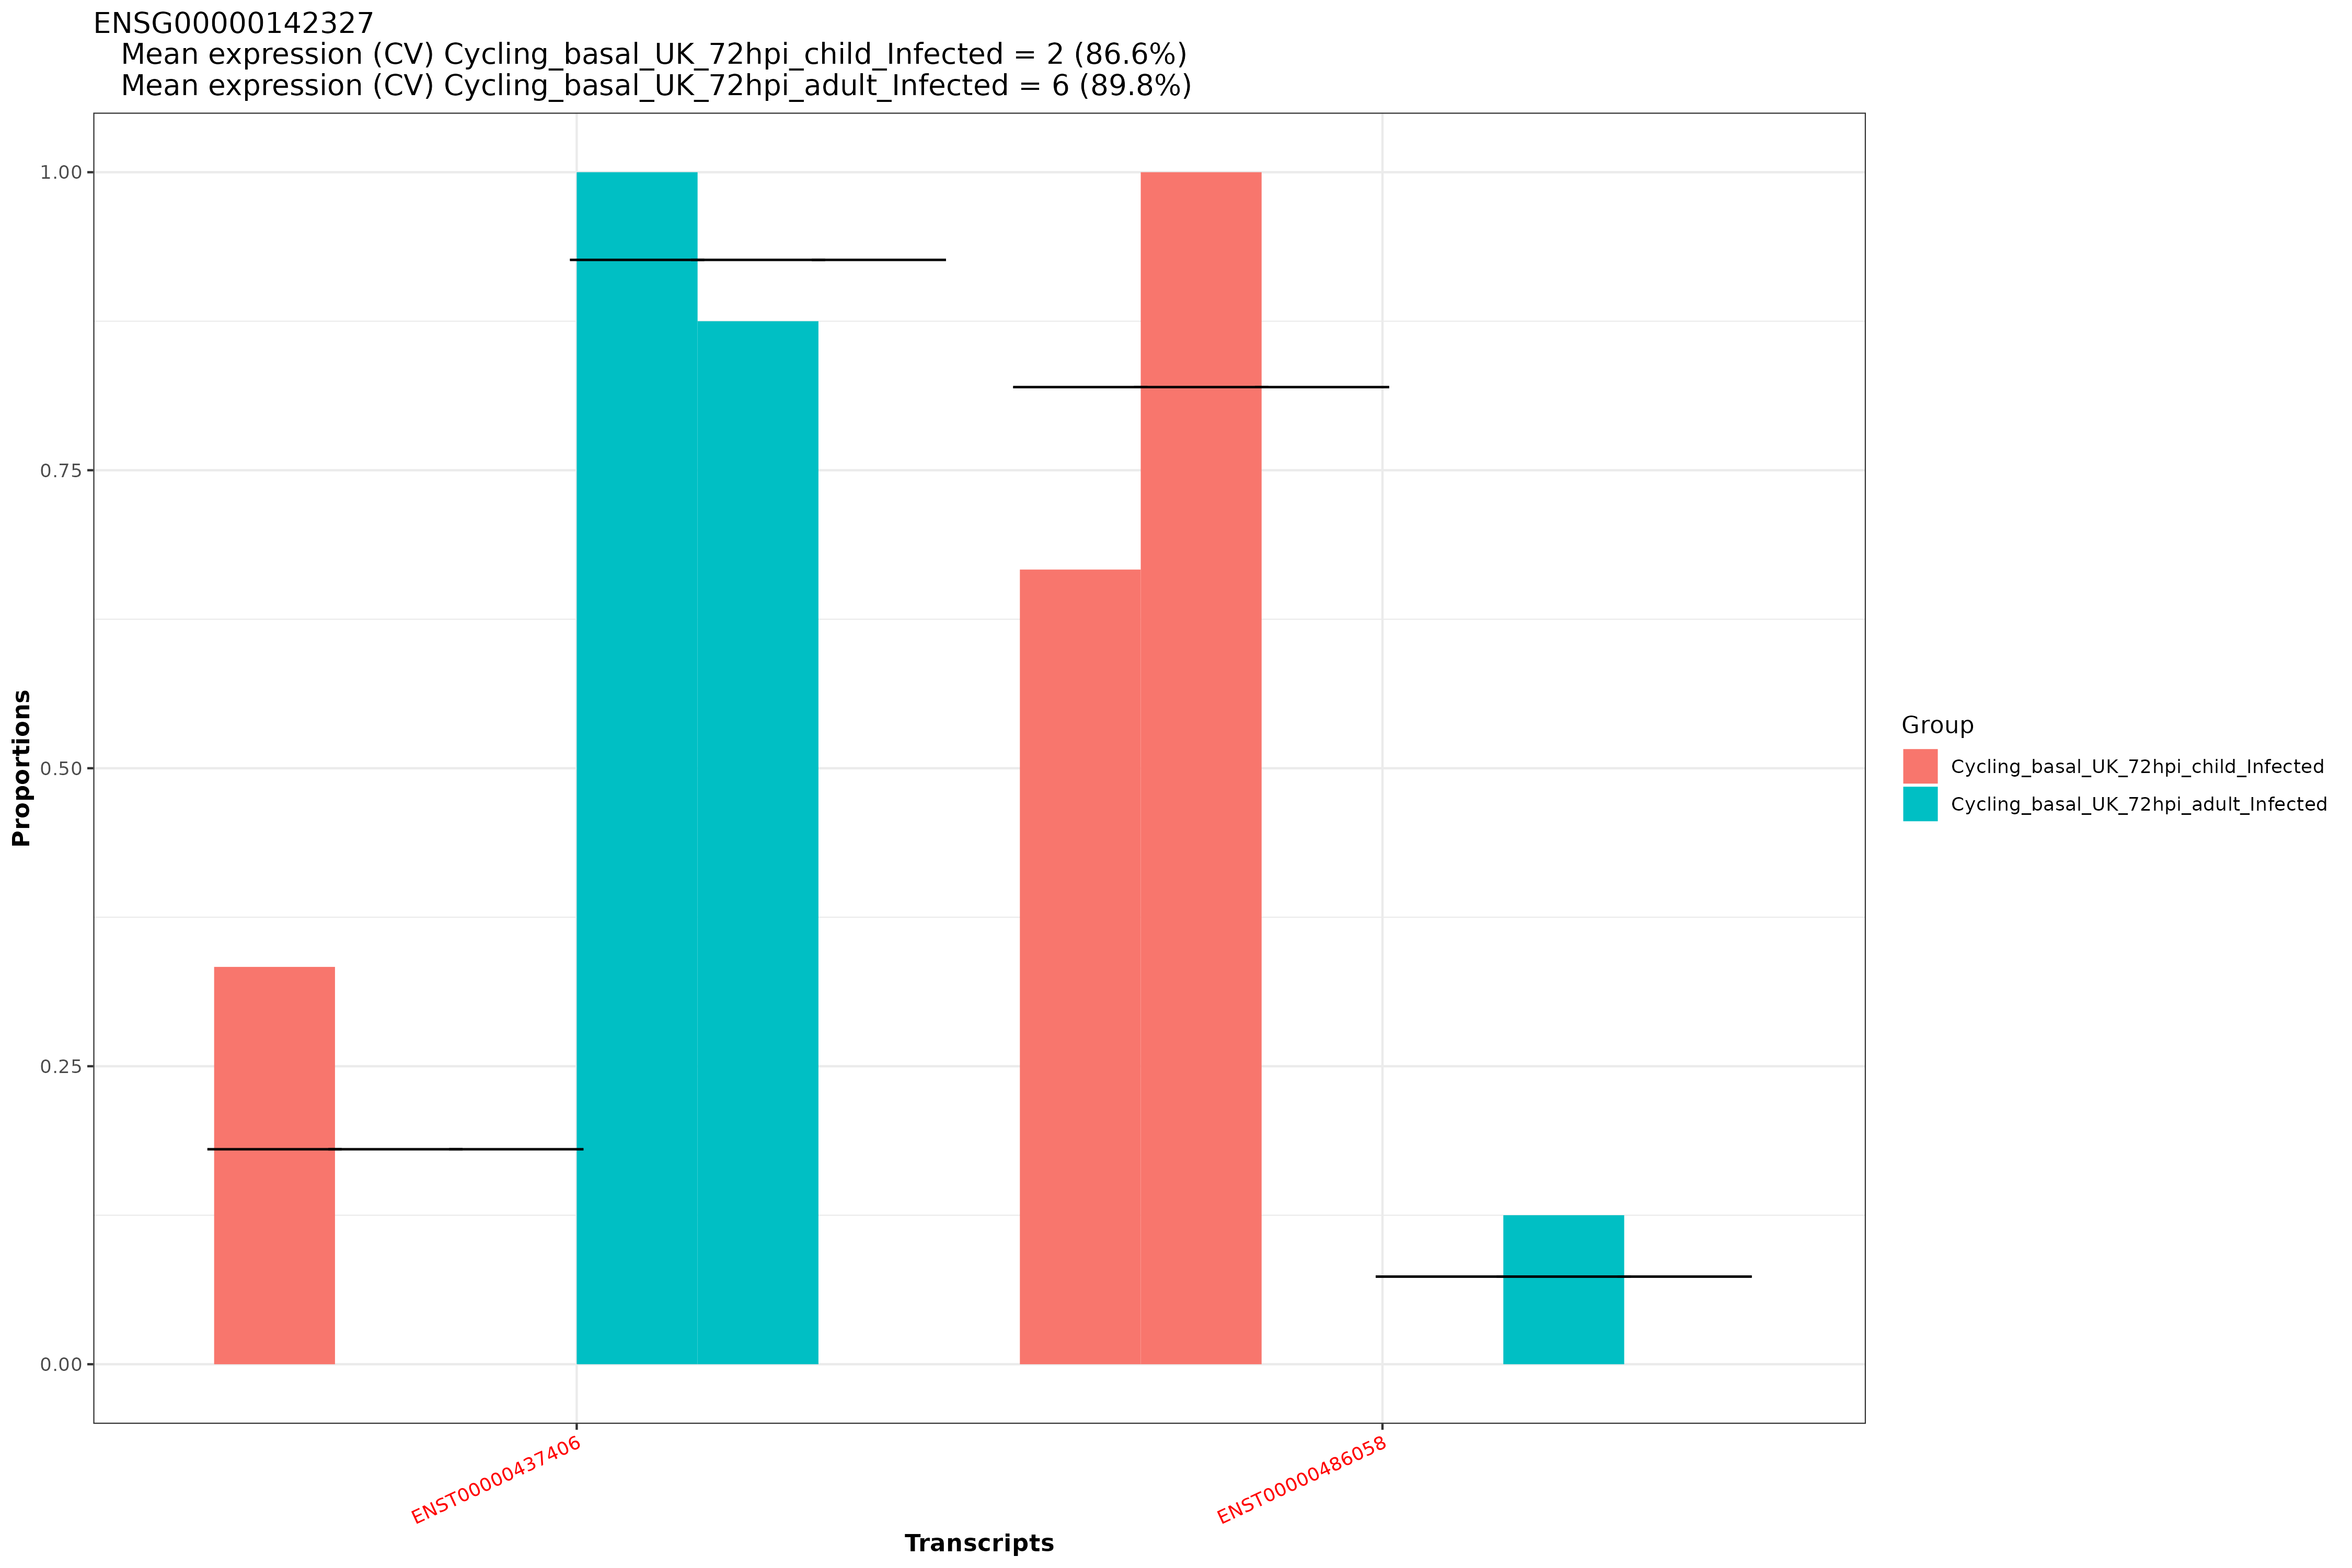 ENSG00000142327
Mean expression (CV) Cycling_basal_UK_72hpi_child_Infected = 2 (86.6%)
Mean expression (CV) Cycling_basal_UK_72hpi_adult_Infected = 6 (89.8%)
1.00
0.75
0.50
0.25
0.00
Proportions
ENST00000437406
ENST00000486058
Transcripts
Group
Cycling_basal_UK_72hpi_child_Infected
Cycling_basal_UK_72hpi_adult_Infected